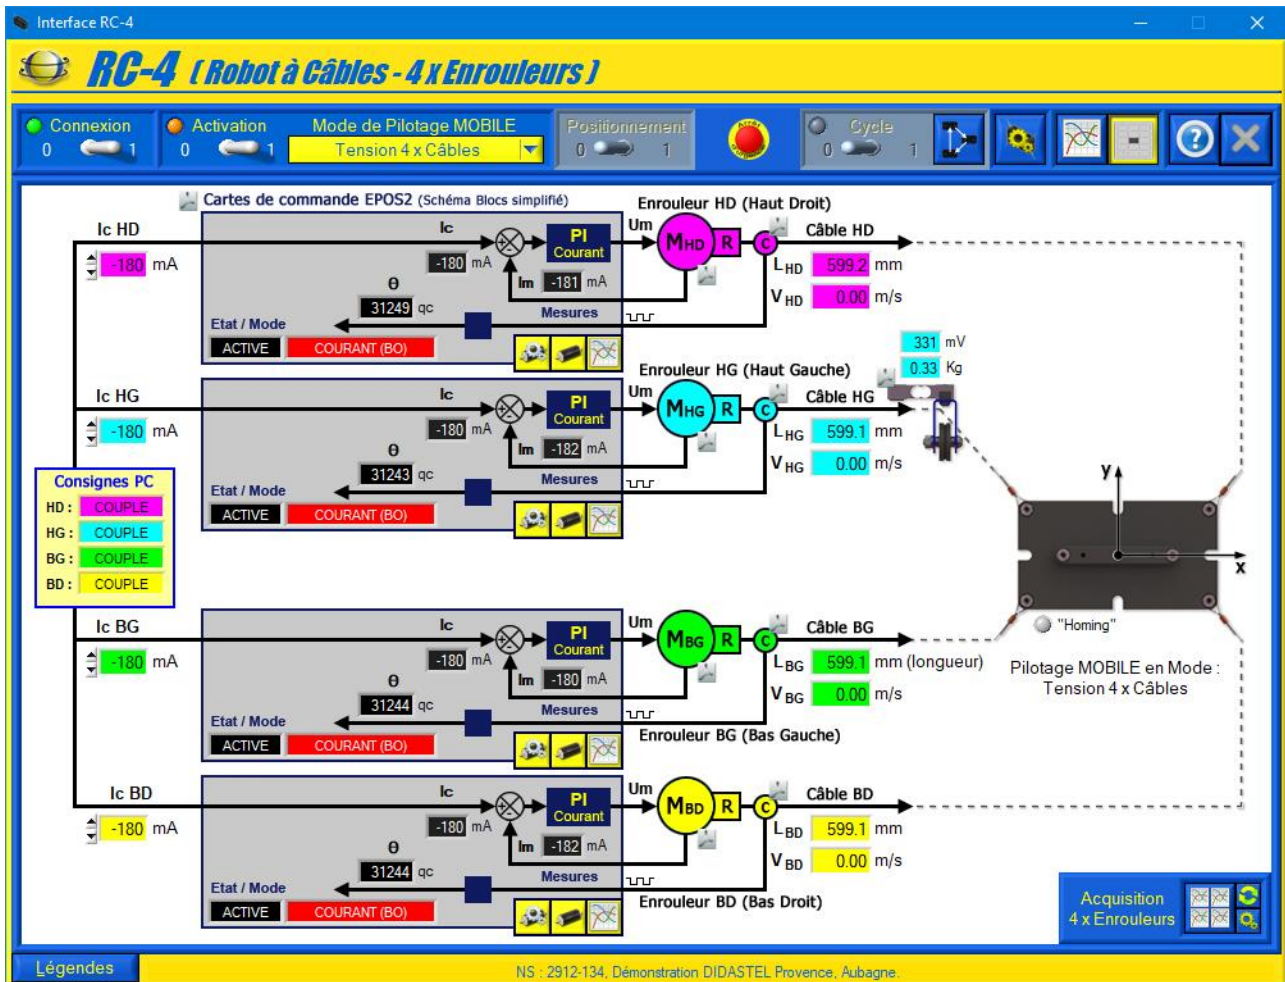 Interface RC-4
RC-4 ( Robot à Câbles - 4 x Enrouleurs )
Connexion
0 1
Activation
0 1
Mode de Pilotage MOBILE
Tension 4 x Câbles
Positionnement
0 1
Cycle
0 1
Cartes de commande EPOS2 (Schéma Blocs simplifié)
Enrouleur HD (Haut Droit)
Ic HD
-180 mA
Ic
-180 mA
PI
Courant
Um
MHD R C
Câble HD
Im -181 mA
LHD 599.2 mm
VHD 0.00 m/s
θ
31249 qc
Mesures
Etat / Mode
ACTIVE COURANT (BO)
331 mV
0.33 Kg
Enrouleur HG (Haut Gauche)
Ic HG
-180 mA
Ic
-180 mA
PI
Courant
Um
MHG R C
Câble HG
Im -182 mA
LHG 599.1 mm
VHG 0.00 m/s
θ
31243 qc
Mesures
Etat / Mode
ACTIVE COURANT (BO)
Consignes PC
HD : COUPLE
HG : COUPLE
BG : COUPLE
BD : COUPLE
y
x
"Homing"
Pilotage MOBILE en Mode :
Tension 4 x Câbles
Ic BG
-180 mA
Ic
-180 mA
PI
Courant
Um
MBG R C
Câble BG
Im -180 mA
LBG 599.1 mm (longueur)
VBG 0.00 m/s
θ
31244 qc
Mesures
Etat / Mode
ACTIVE COURANT (BO)
Enrouleur BG (Bas Gauche)
Ic BD
-180 mA
Ic
-180 mA
PI
Courant
Um
MBD R C
Câble BD
Im -182 mA
LBD 599.1 mm
VBD 0.00 m/s
θ
31244 qc
Mesures
Etat / Mode
ACTIVE COURANT (BO)
Enrouleur BD (Bas Droit)
Acquisition
4 x Enrouleurs
Légendes
NS : 2912-134, Démonstration DIDASTEL Provence, Aubagne.